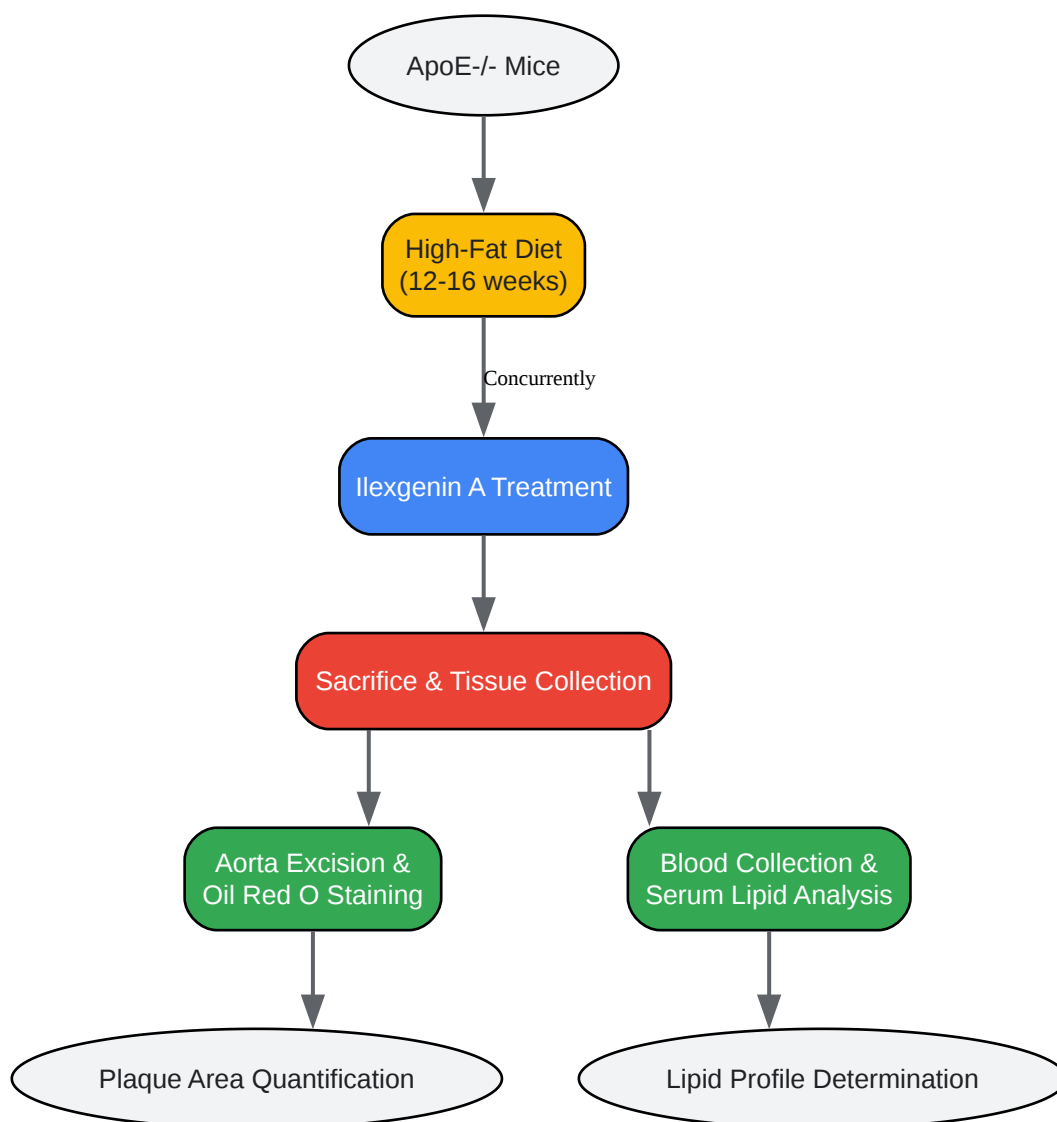 ApoE-/- Mice
High-Fat Diet
(12-16 weeks)
Concurrently
Ilexgenin A Treatment
Sacrifice & Tissue Collection
Aorta Excision &
Oil Red O Staining
Blood Collection &
Serum Lipid Analysis
Plaque Area Quantification
Lipid Profile Determination